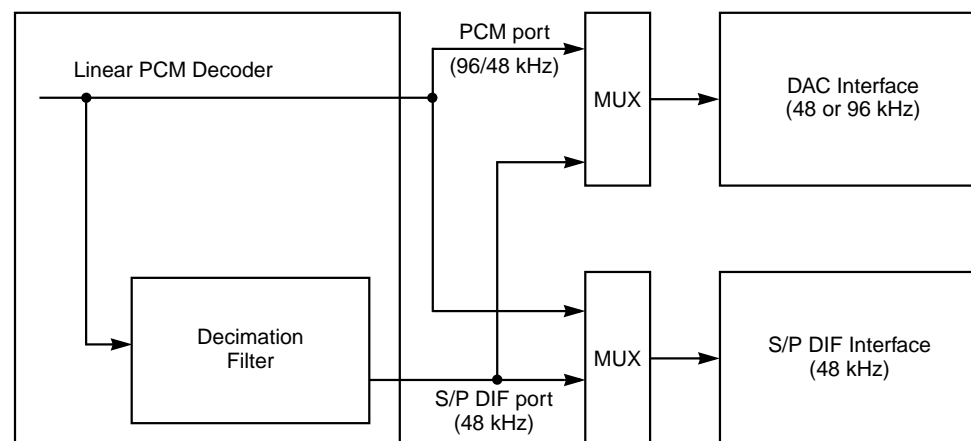 Linear PCM Decoder
PCM port
(96/48 kHz)
MUX
DAC Interface
(48 or 96 kHz)
Decimation
Filter
S/P DIF port
(48 kHz)
MUX
S/P DIF Interface
(48 kHz)